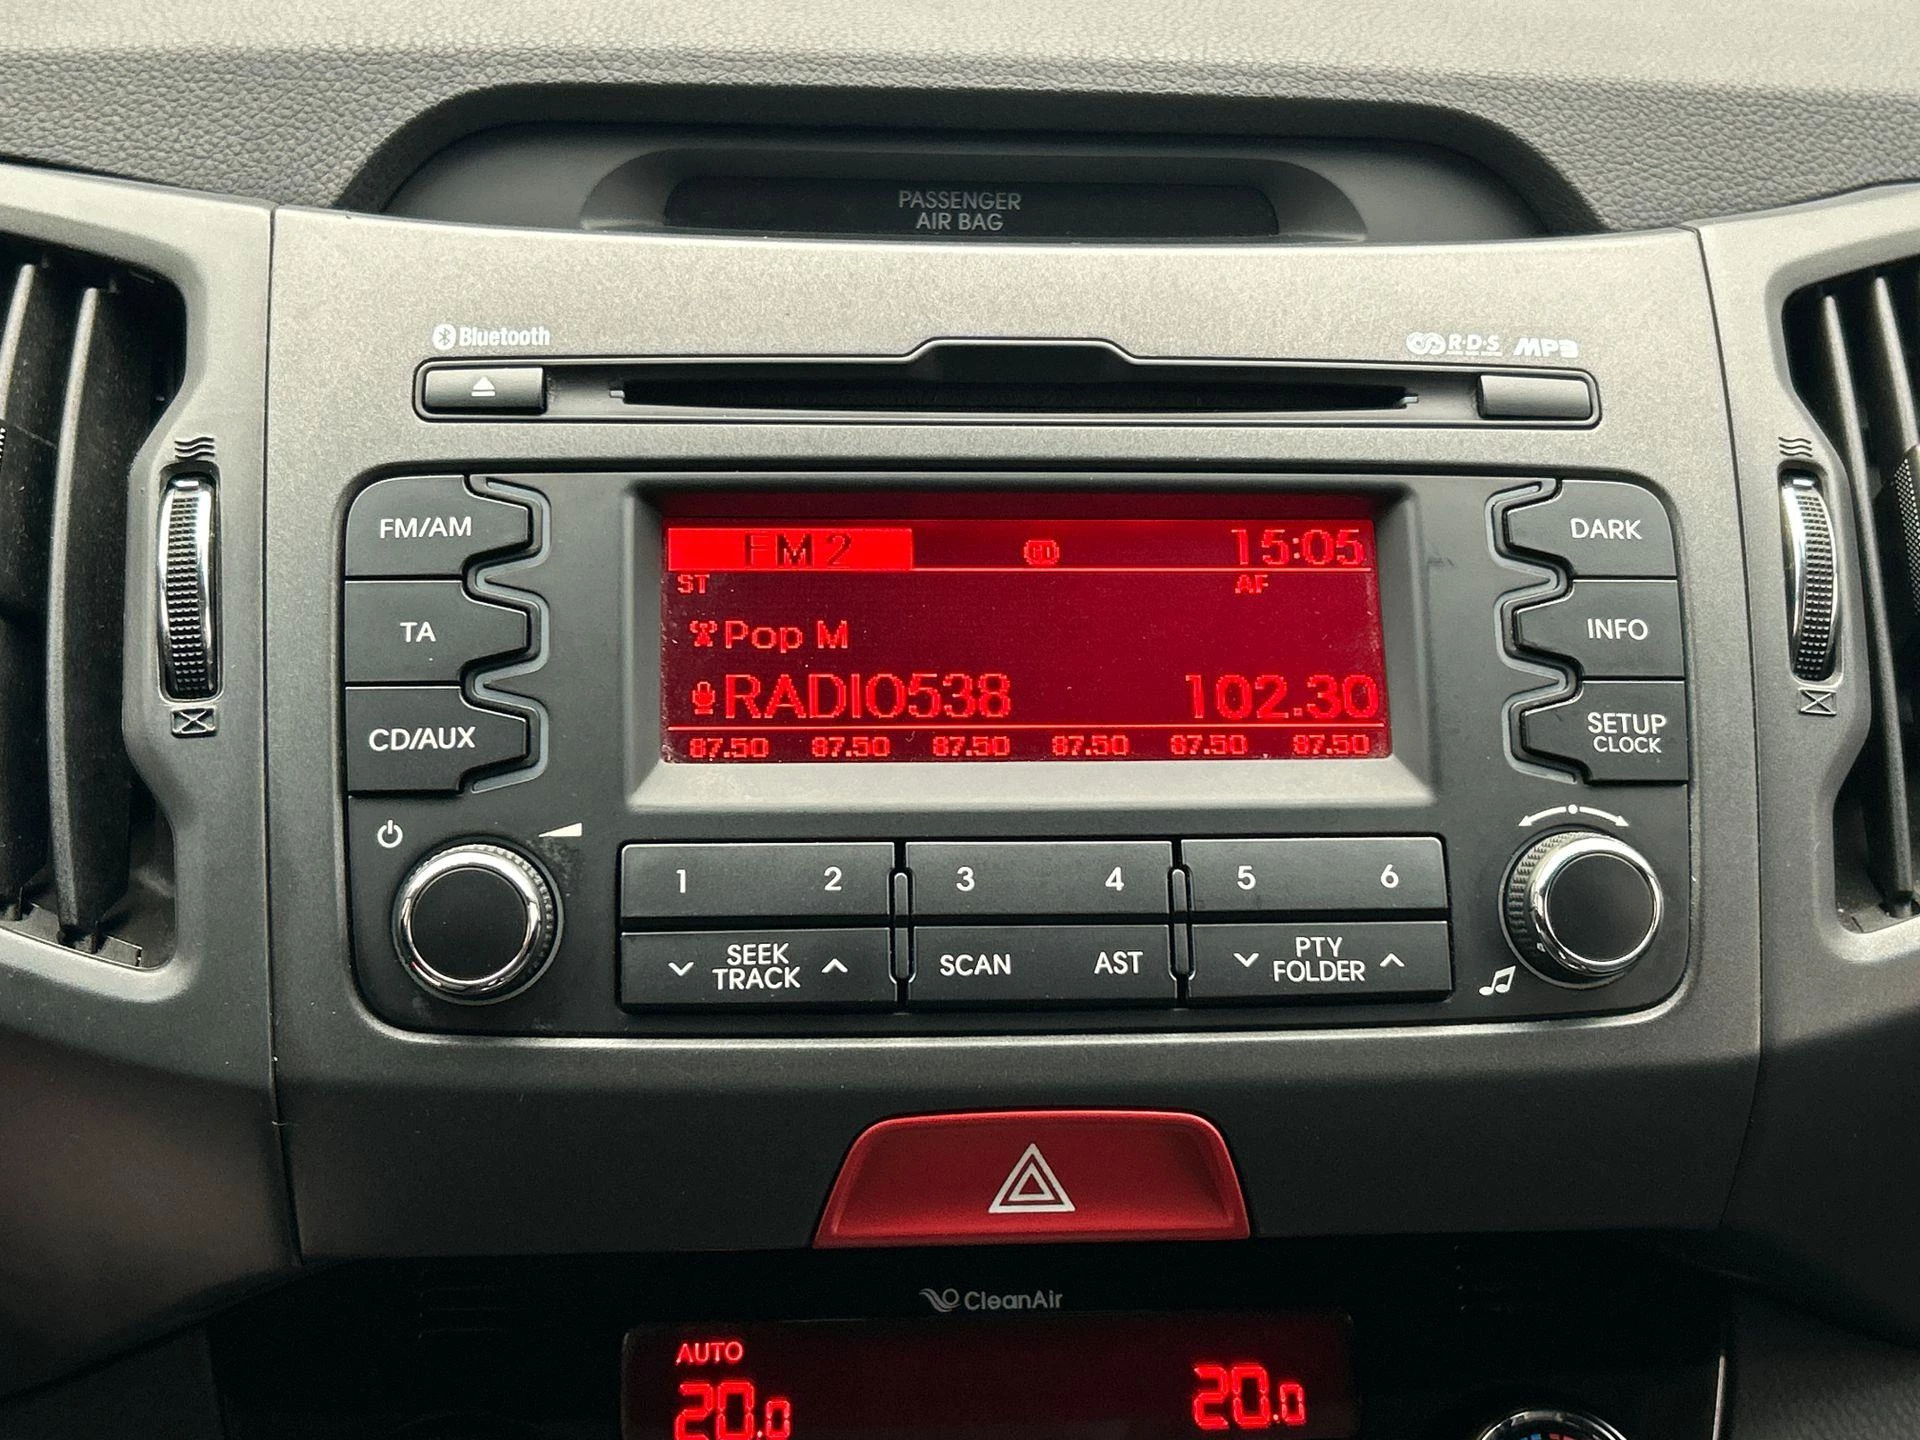 PASSENGER
AIR BAG
Bluetooth
R·D·S MP3
FM/AM
TA
CD/AUX
FM2 CD 15:05
ST AF
Pop M
RADIO538 102.30
87.50 87.50 87.50 87.50 87.50 87.50
DARK
INFO
SETUP
CLOCK
1 2 3 4 5 6
SEEK
TRACK
SCAN AST
PTY
FOLDER
CleanAir
AUTO
20.0 20.0